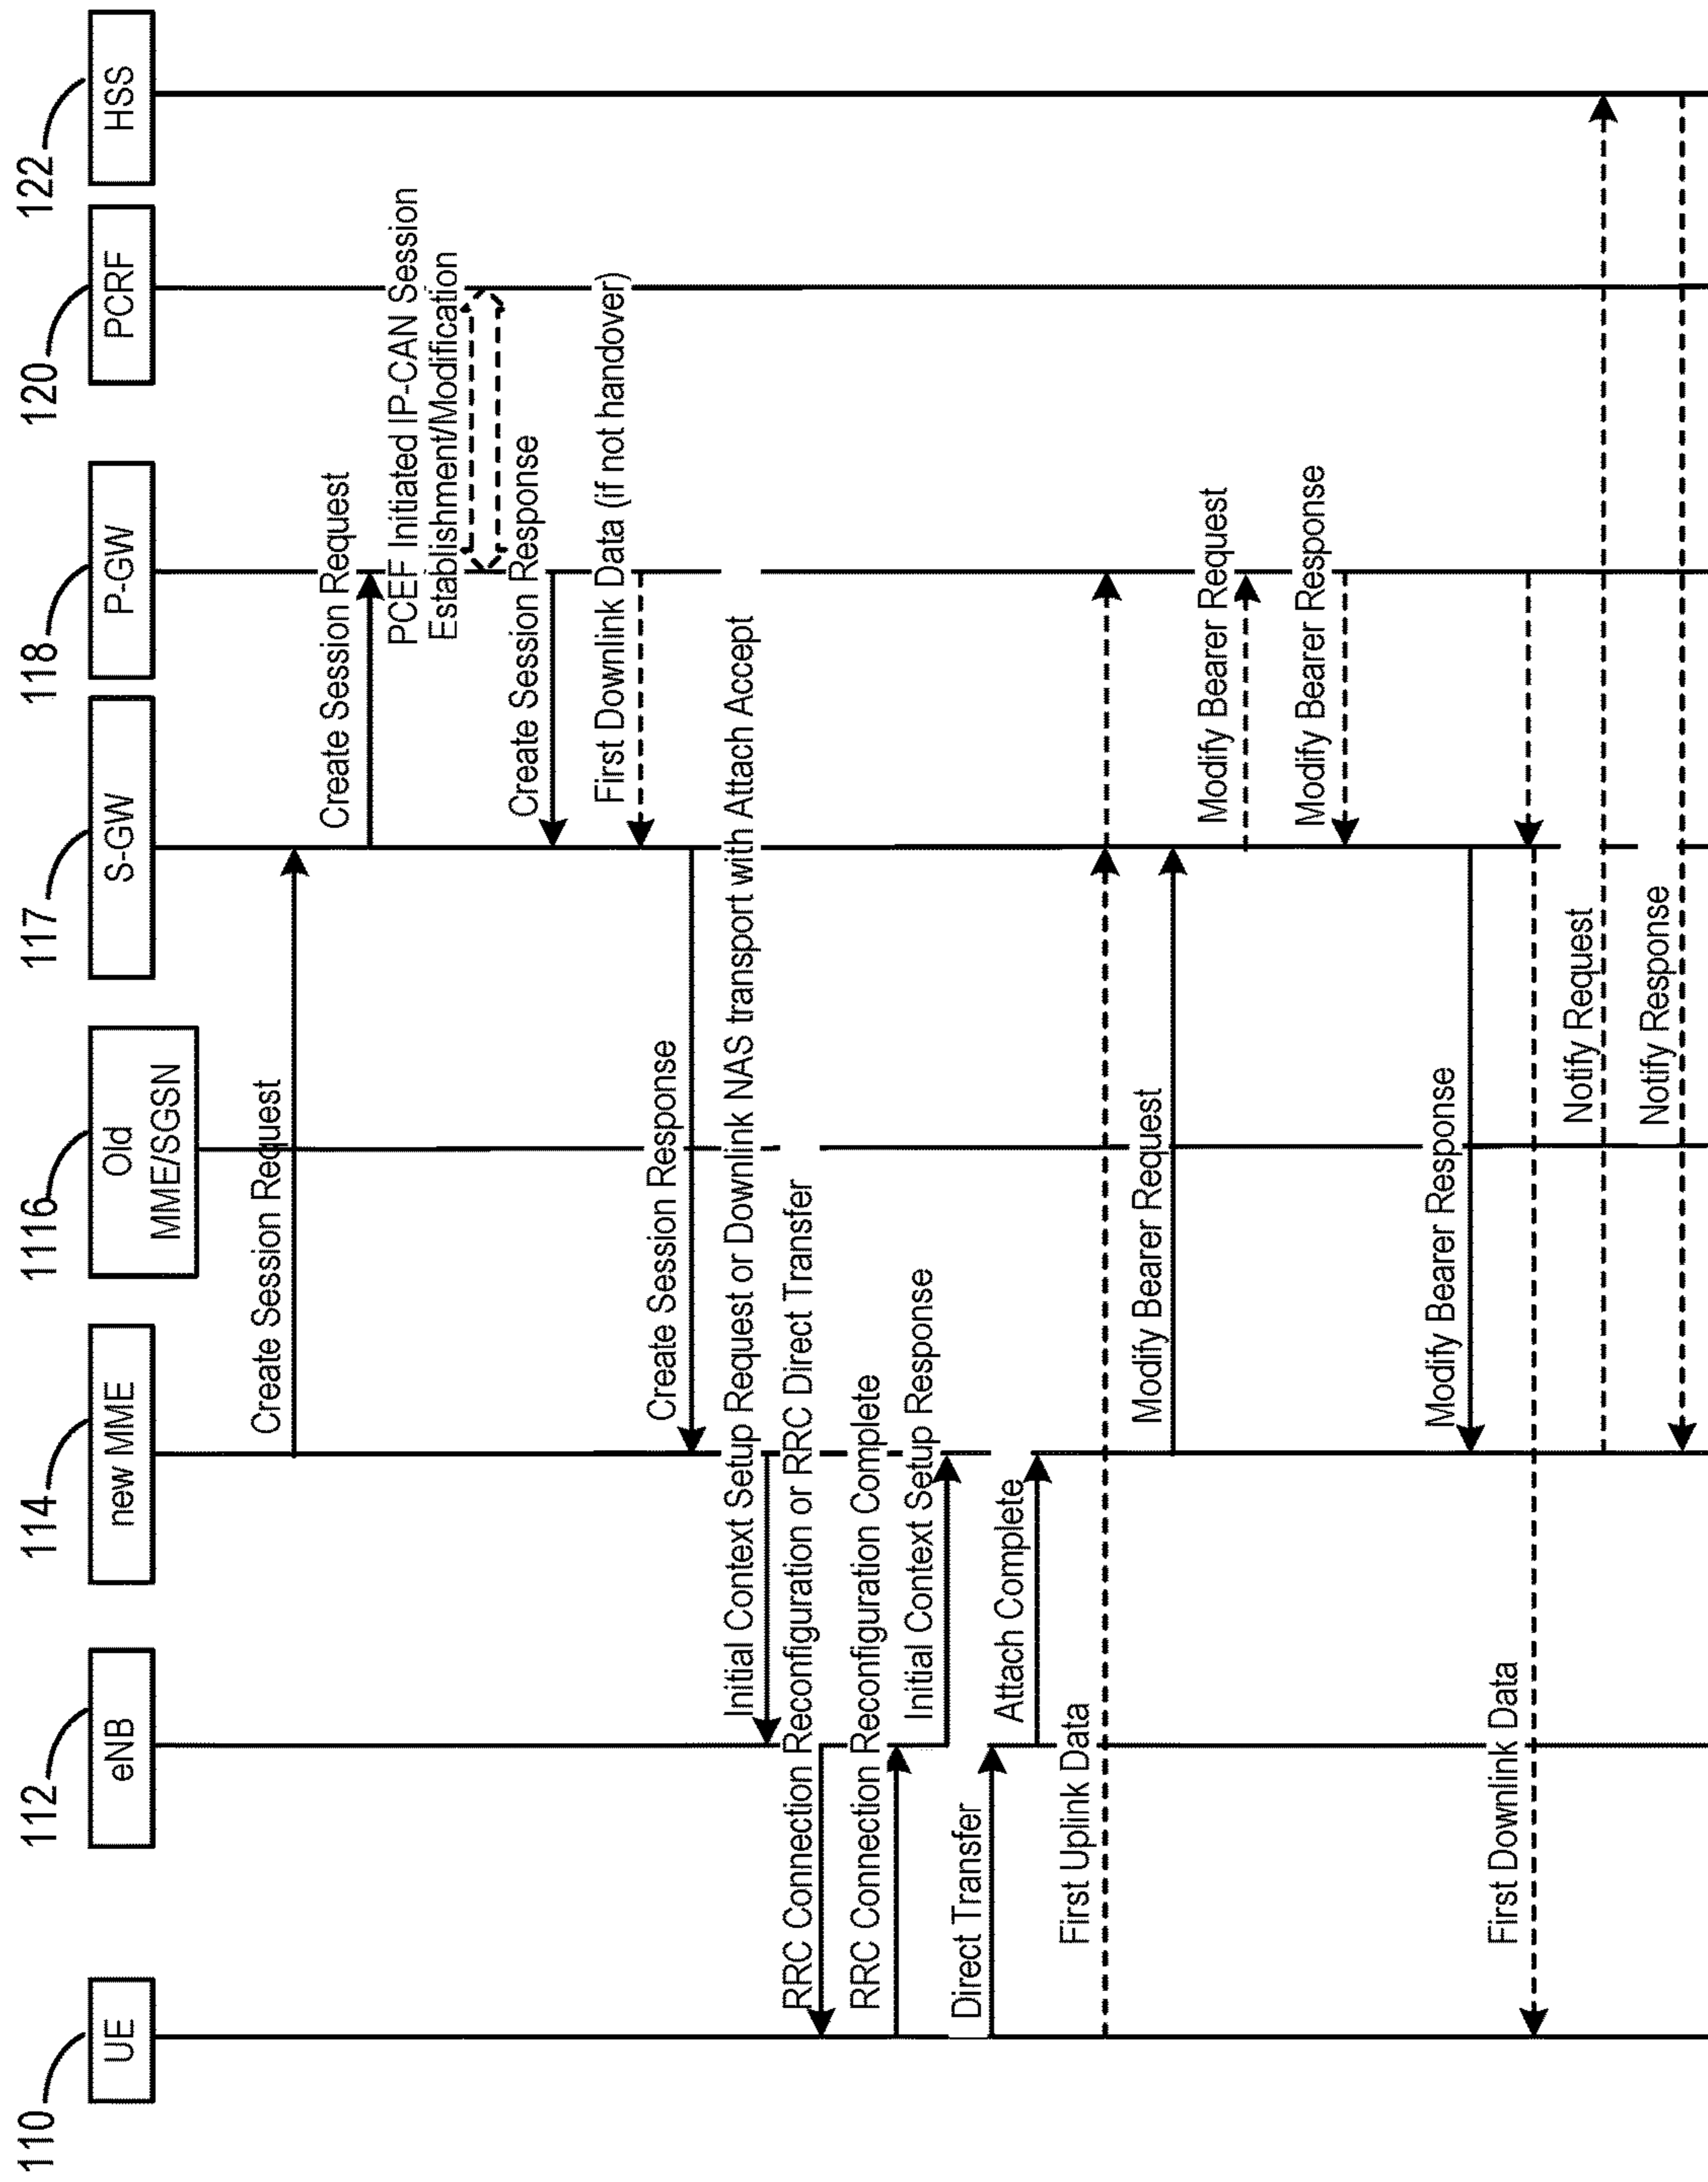 110
112
114
1116
117
118
120
122
UE
eNB
new MME
Old
MME/SGSN
S-GW
P-GW
PCRF
HSS
Create Session Request
Create Session Request
PCEF Initiated IP-CAN Session
Establishment/Modification
Create Session Response
First Downlink Data (if not handover)
Create Session Response
Initial Context Setup Request or Downlink NAS transport with Attach Accept
RRC Connection Reconfiguration or RRC Direct Transfer
RRC Connection Reconfiguration Complete
Initial Context Setup Response
Direct Transfer
Attach Complete
First Uplink Data
Modify Bearer Request
Modify Bearer Request
Modify Bearer Response
Modify Bearer Response
First Downlink Data
Notify Request
Notify Response